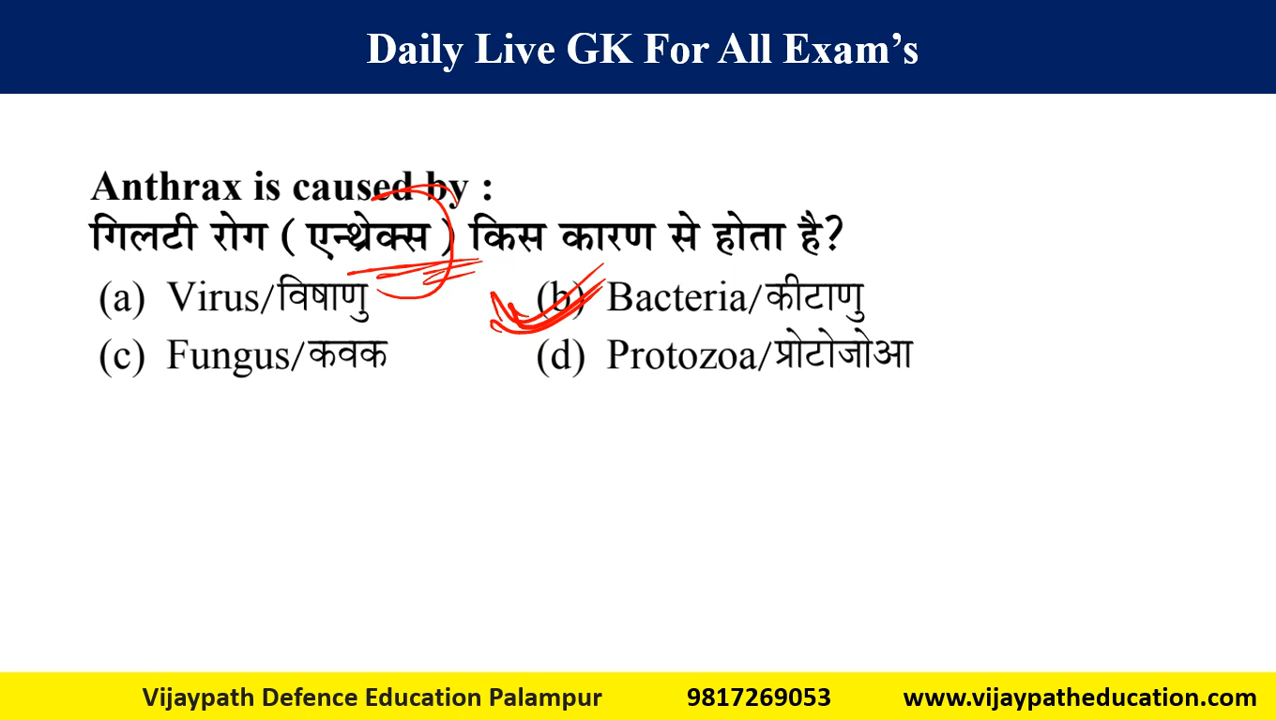 Daily Live GK For All Exam’s
Anthrax is caused by :
गिलटी रोग ( एन्थ्रेक्स ) किस कारण से होता है?
(a) Virus/विषाणु (b) Bacteria/कीटाणु
(c) Fungus/कवक (d) Protozoa/प्रोटोजोआ
Vijaypath Defence Education Palampur 9817269053 www.vijaypatheducation.com